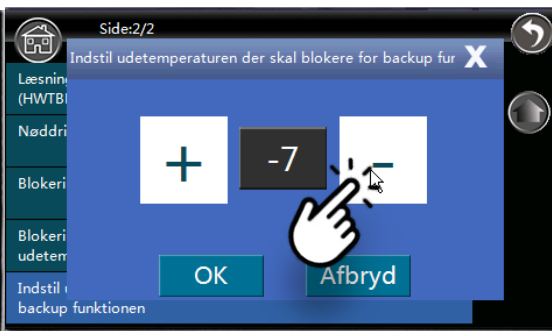 Side:2/2
Indstil udetemperaturen der skal blokere for backup fur X
Læsnin
(HWTB
Nøddri
+ -7 -
Blokeri
Blokeri
udetem
OK Afbryd
Indstil
backup funktionen